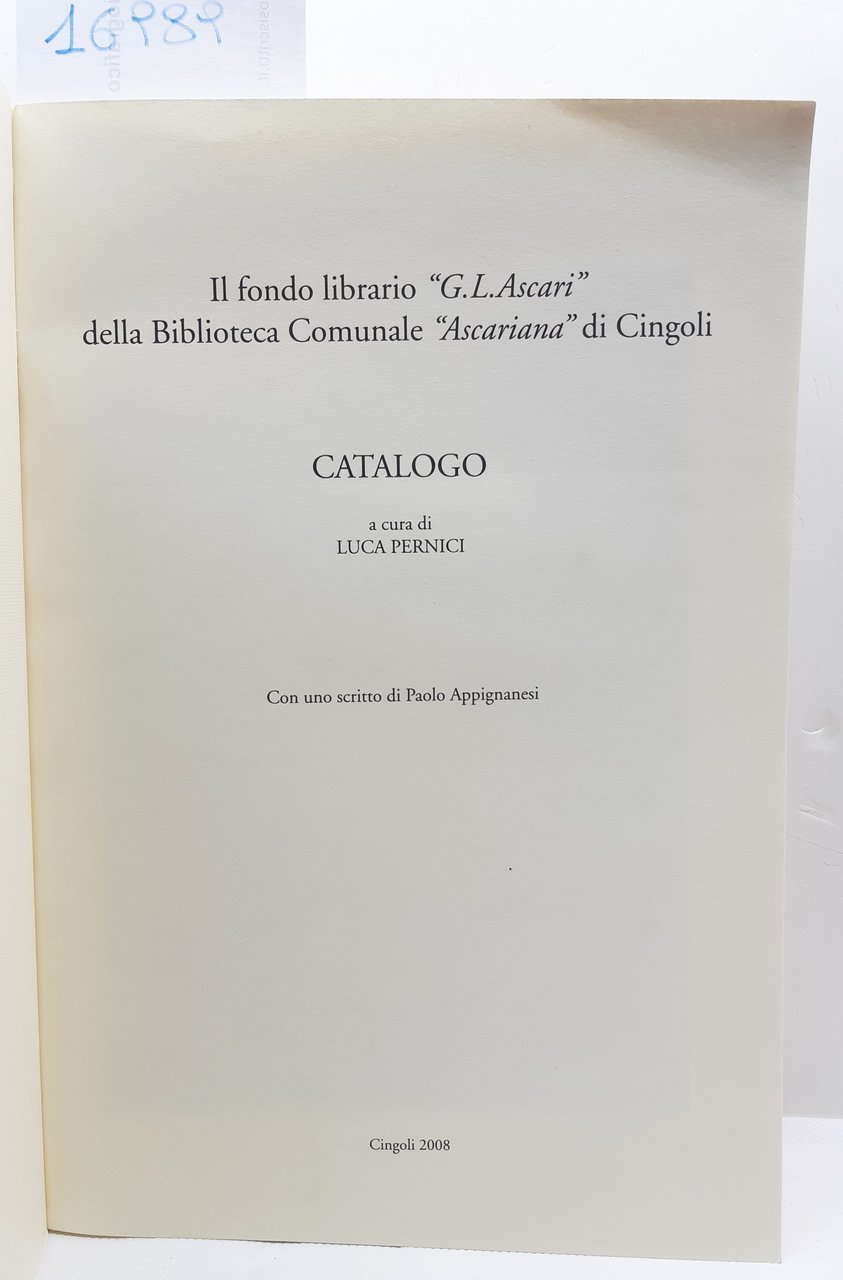 16989
Il fondo librario “G.L.Ascari”
della Biblioteca Comunale “Ascariana” di Cingoli
CATALOGO
a cura di
LUCA PERNICI
Con uno scritto di Paolo Appignanesi
Cingoli 2008